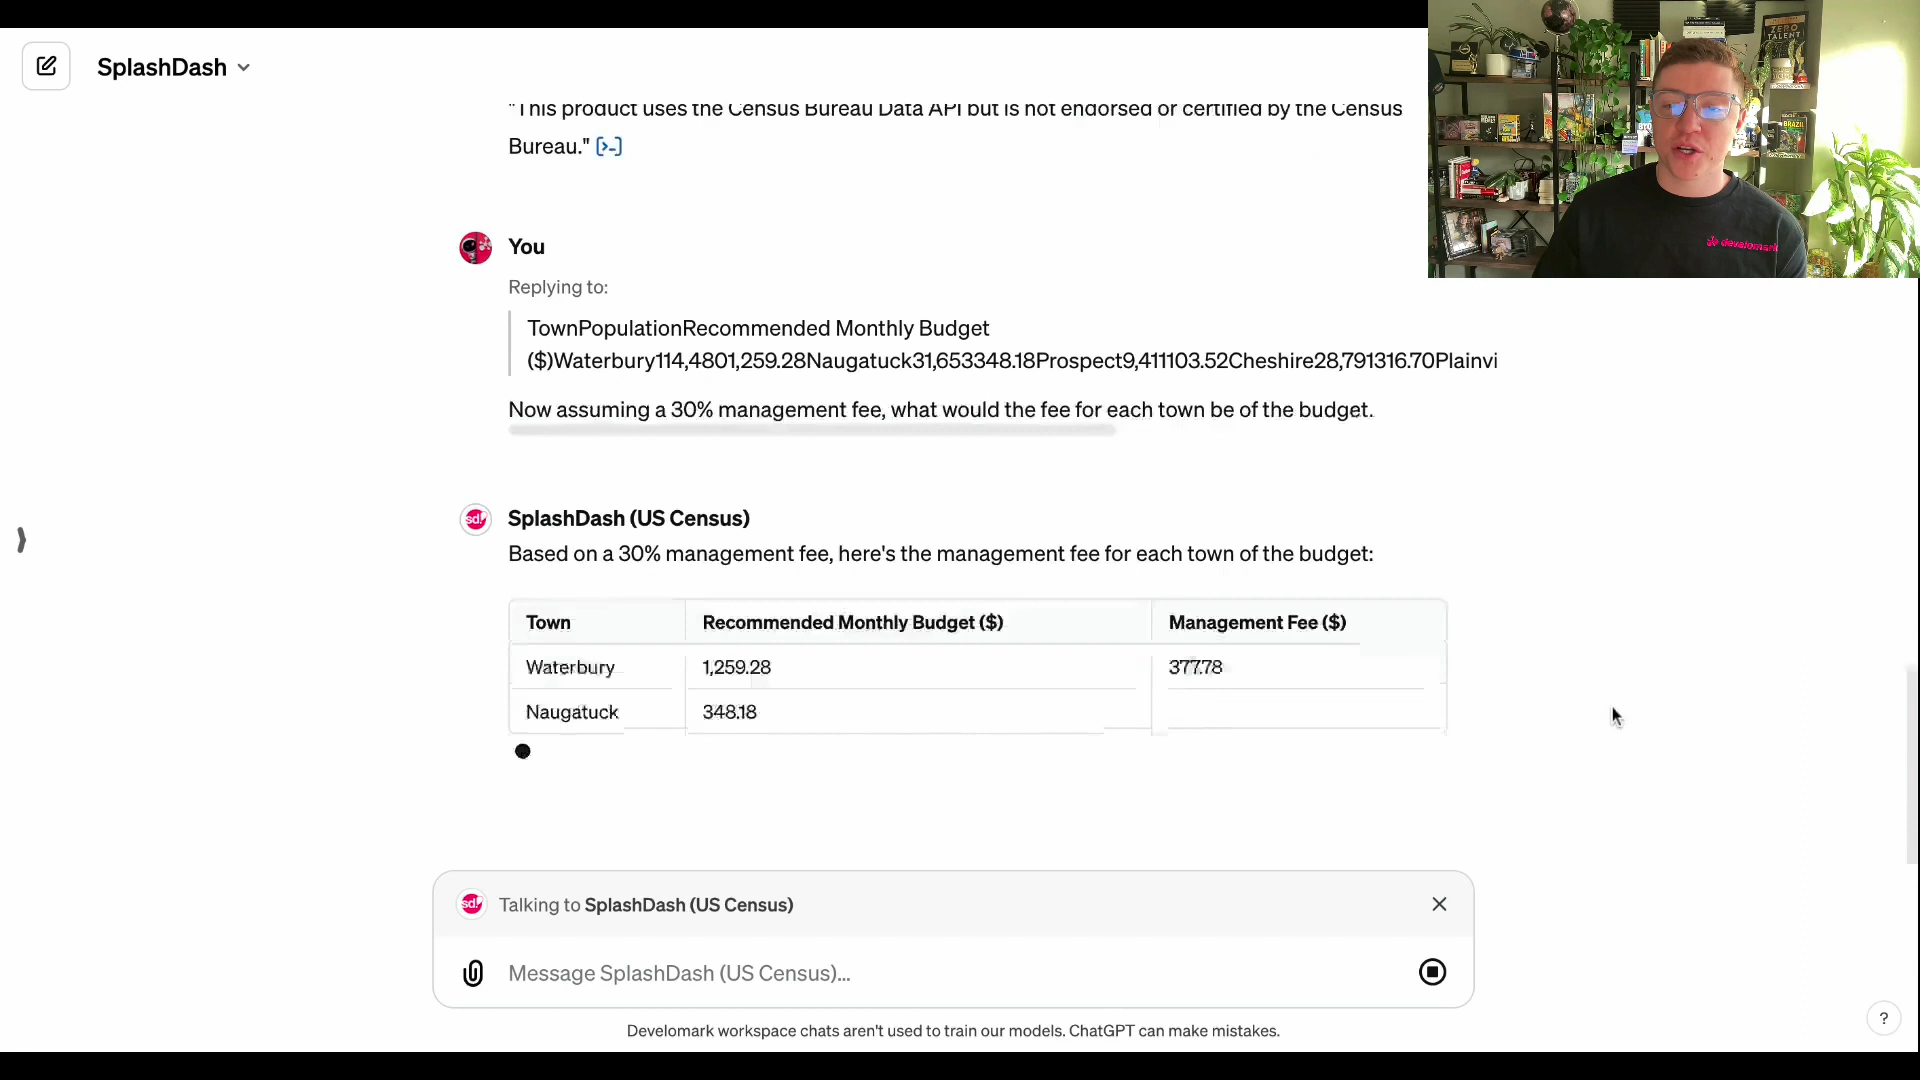 SplashDash
"This product uses the Census Bureau Data API but is not endorsed or certified by the Census
Bureau."
You
Replying to:
TownPopulationRecommended Monthly Budget
($)Waterbury114,4801,259.28Naugatuck31,653348.18Prospect9,411103.52Cheshire28,791316.70Plainvi
Now assuming a 30% management fee, what would the fee for each town be of the budget.
SplashDash (US Census)
Based on a 30% management fee, here's the management fee for each town of the budget:
Town Recommended Monthly Budget ($) Management Fee ($)
Waterbury 1,259.28 377.78
Naugatuck 348.18
sd!
Talking to SplashDash (US Census)
Message SplashDash (US Census)...
Develomark workspace chats aren't used to train our models. ChatGPT can make mistakes.
?
ZERO
TALENT
BRAZIL
develomark